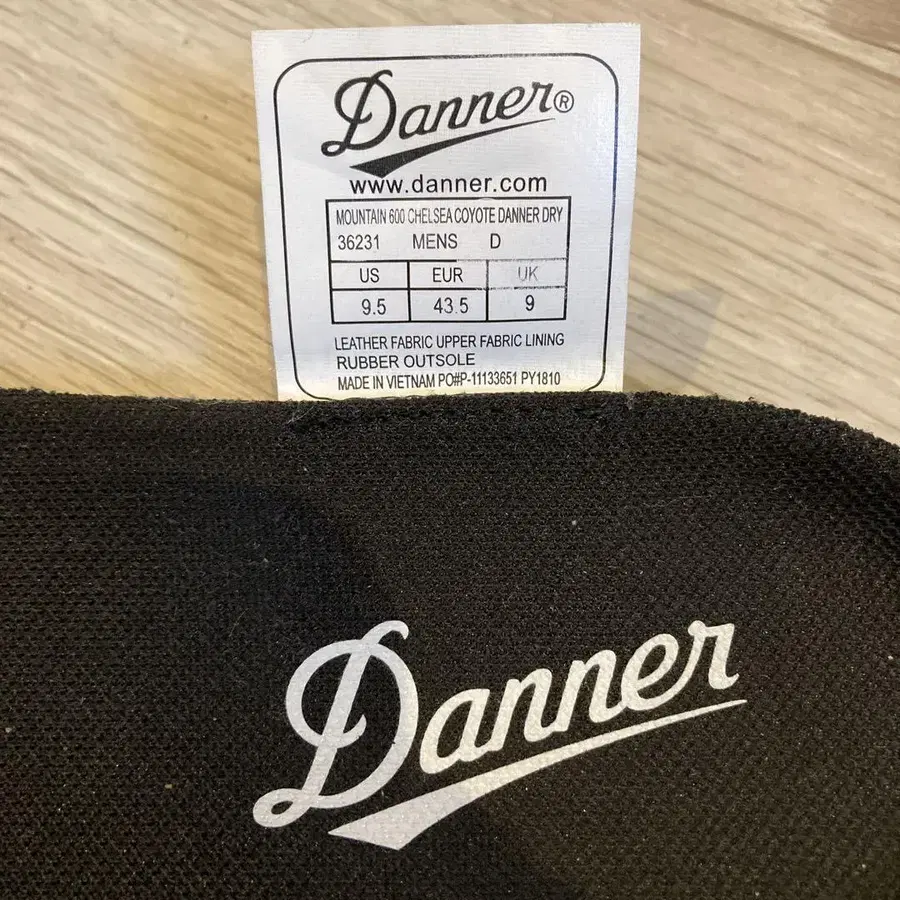 Danner®
www.danner.com
MOUNTAIN 600 CHELSEA COYOTE DANNER DRY
36231 MENS D
US EUR UK
9.5 43.5 9
LEATHER FABRIC UPPER FABRIC LINING
RUBBER OUTSOLE
MADE IN VIETNAM PO#P-11133651 PY1810
Danner